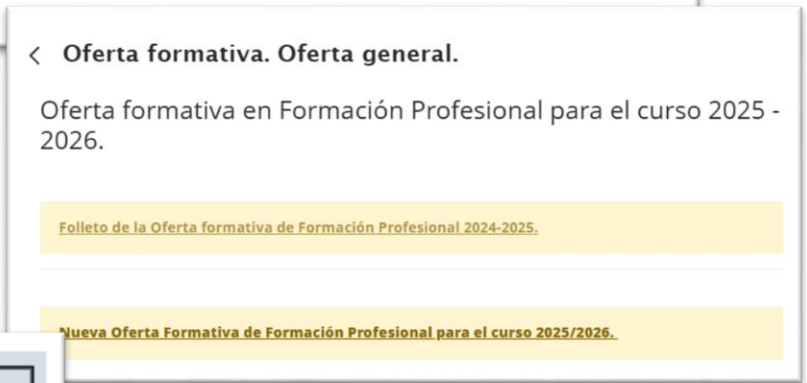 Oferta formativa. Oferta general.
Oferta formativa en Formación Profesional para el curso 2025 -
2026.
Folleto de la Oferta formativa de Formación Profesional 2024-2025.
Nueva Oferta Formativa de Formación Profesional para el curso 2025/2026.